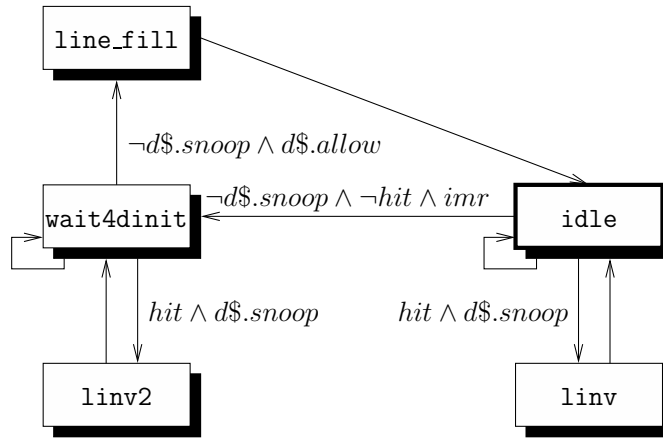 line_fill
¬d$.snoop ∧ d$.allow
¬d$.snoop ∧ ¬hit ∧ imr
wait4dinit
idle
hit ∧ d$.snoop
hit ∧ d$.snoop
linv2
linv